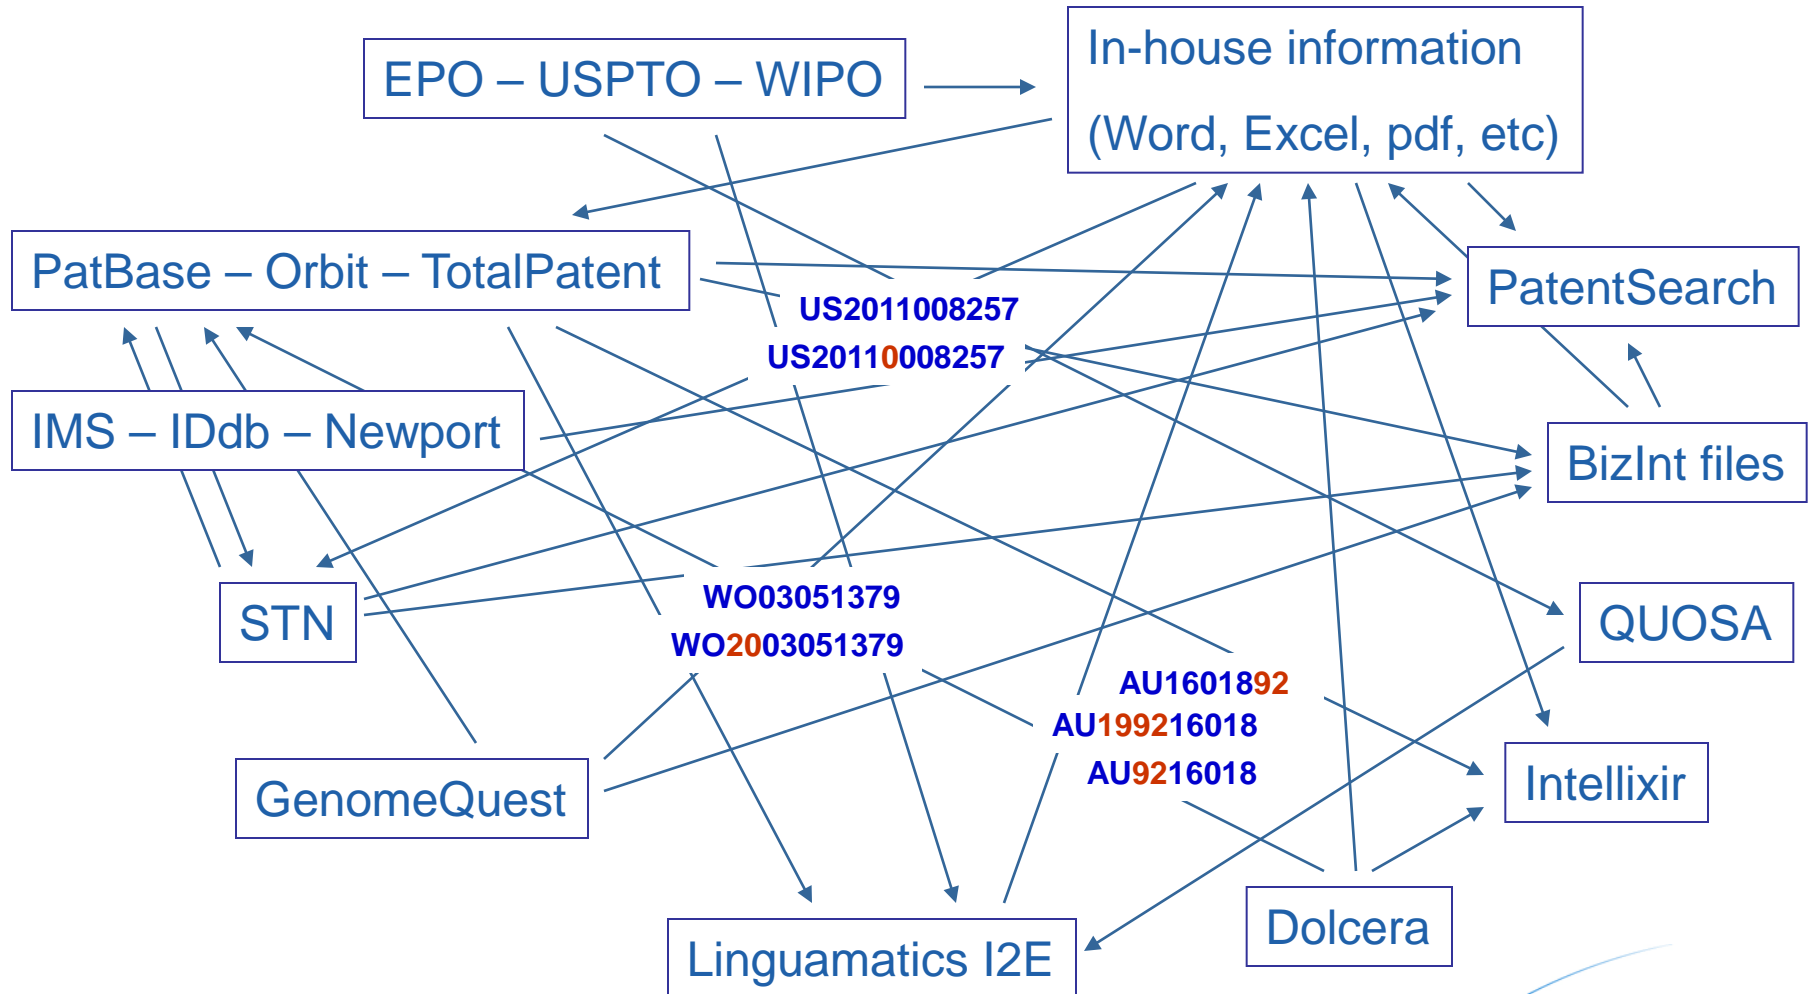 EPO – USPTO – WIPO
In-house information
(Word, Excel, pdf, etc)
PatBase – Orbit – TotalPatent
PatentSearch
US2011008257
US20110008257
IMS – IDdb – Newport
BizInt files
STN
WO03051379
WO2003051379
QUOSA
AU1601892
AU199216018
AU9216018
GenomeQuest
Intellixir
Dolcera
Linguamatics I2E